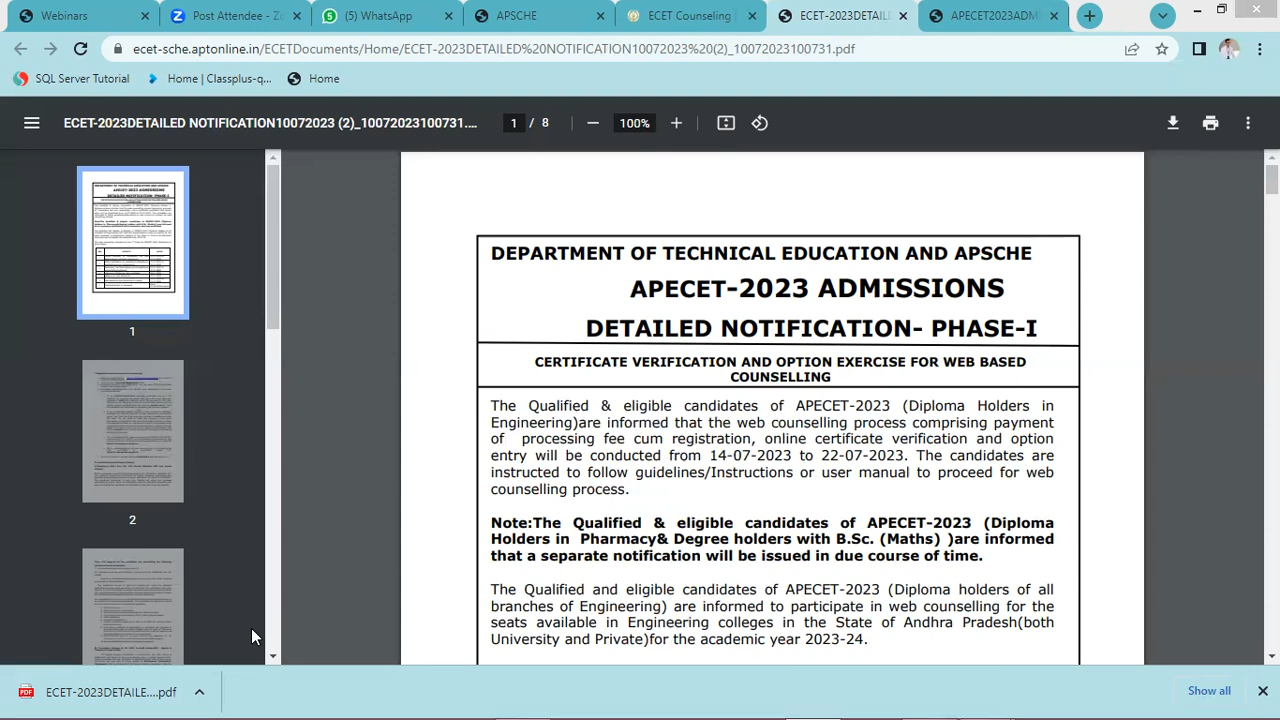 Webinars
Post Attendee - Zo
(5) WhatsApp
APSCHE
ECET Counseling
ECET-2023DETAIL
APECET2023ADM
ecet-sche.aptonline.in/ECETDocuments/Home/ECET-2023DETAILED%20NOTIFICATION10072023%20(2)_10072023100731.pdf
SQL Server Tutorial
Home | Classplus-q...
Home
ECET-2023DETAILED NOTIFICATION10072023 (2)_10072023100731....
1 / 8
100%
DEPARTMENT OF TECHNICAL EDUCATION AND APSCHE
APECET-2023 ADMISSIONS
DETAILED NOTIFICATION- PHASE-I
CERTIFICATE VERIFICATION AND OPTION EXERCISE FOR WEB BASED
COUNSELLING
The Qualified & eligible candidates of APECET-2023 (Diploma Holders in
Engineering)are informed that the web counselling process comprising payment
of processing fee cum registration, online certificate verification and option
entry will be conducted from 14-07-2023 to 22-07-2023. The candidates are
instructed to follow guidelines/Instructions or user manual to proceed for web
counselling process.
Note:The Qualified & eligible candidates of APECET-2023 (Diploma
Holders in Pharmacy& Degree holders with B.Sc. (Maths) )are informed
that a separate notification will be issued in due course of time.
The Qualified and eligible candidates of APECET-2023 (Diploma holders of all
branches of Engineering) are informed to participate in web counselling for the
seats available in Engineering colleges in the State of Andhra Pradesh(both
University and Private)for the academic year 2023-24.
1
2
ECET-2023DETAILE....pdf
Show all